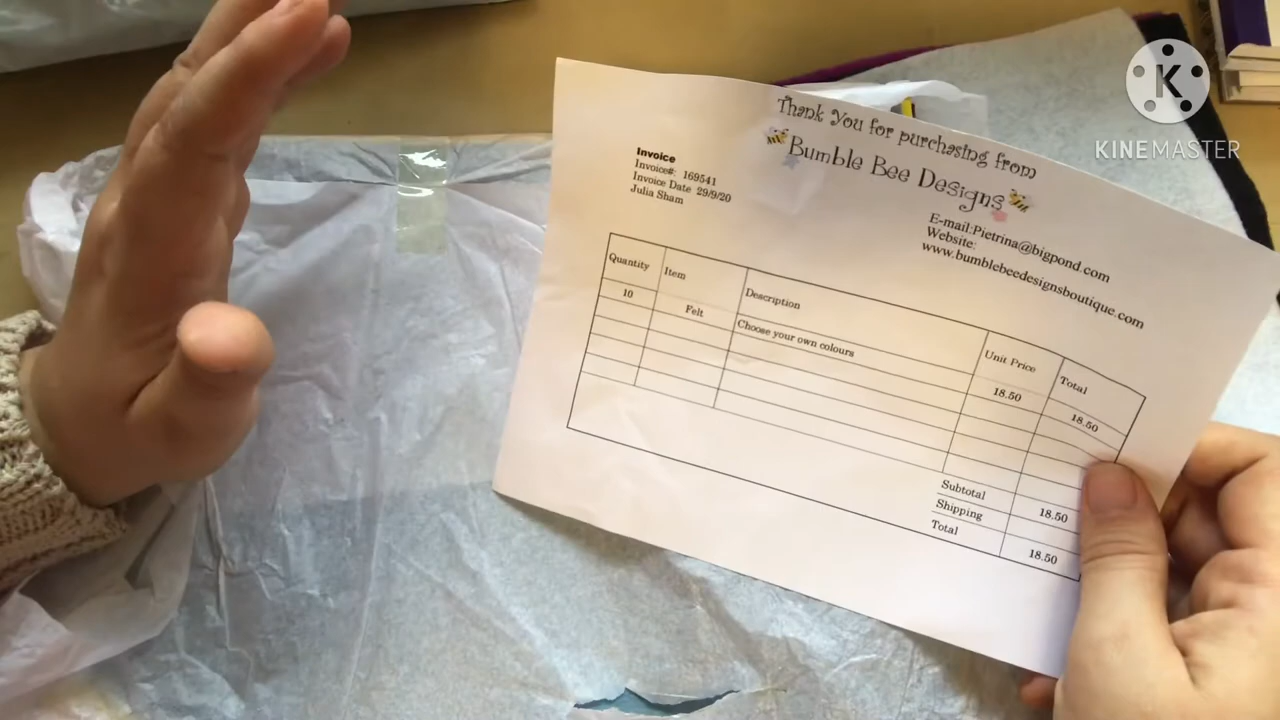 Thank You for purchasing from
Bumble Bee Designs
Invoice
Invoice#: 169541
Invoice Date 29/9/20
Julia Sham
E-mail:Pietrina@bigpond.com
Website:
www.bumblebeedesignsboutique.com
Quantity Item Description Unit Price Total
10 Felt Choose your own colours 18.50 18.50
Subtotal 18.50
Shipping
Total 18.50
K
KINEMASTER